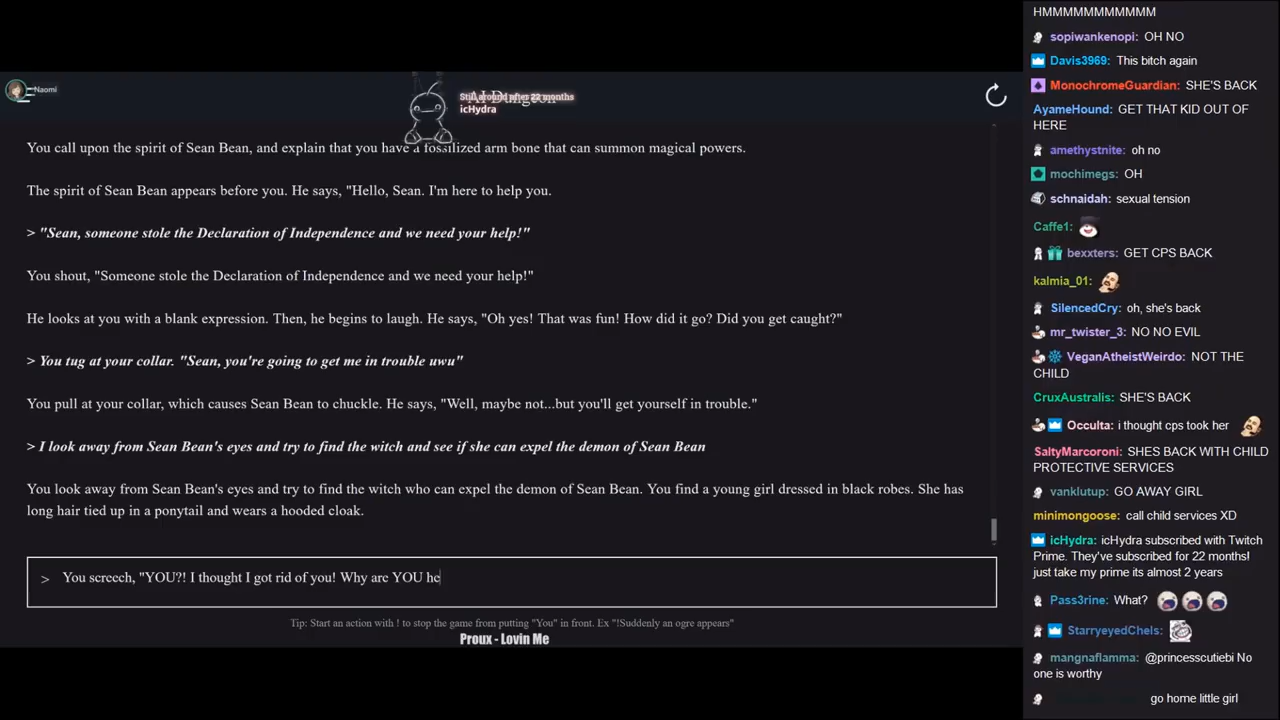 Naomi
AI Dungeon
Still around after 22 months
icHydra
You call upon the spirit of Sean Bean, and explain that you have a fossilized arm bone that can summon magical powers.
The spirit of Sean Bean appears before you. He says, "Hello, Sean. I'm here to help you.
> "Sean, someone stole the Declaration of Independence and we need your help!"
You shout, "Someone stole the Declaration of Independence and we need your help!"
He looks at you with a blank expression. Then, he begins to laugh. He says, "Oh yes! That was fun! How did it go? Did you get caught?"
> You tug at your collar. "Sean, you're going to get me in trouble uwu"
You pull at your collar, which causes Sean Bean to chuckle. He says, "Well, maybe not...but you'll get yourself in trouble."
> I look away from Sean Bean's eyes and try to find the witch and see if she can expel the demon of Sean Bean
You look away from Sean Bean's eyes and try to find the witch who can expel the demon of Sean Bean. You find a young girl dressed in black robes. She has
long hair tied up in a ponytail and wears a hooded cloak.
> You screech, "YOU?! I thought I got rid of you! Why are YOU he
Tip: Start an action with ! to stop the game from putting "You" in front. Ex "!Suddenly an ogre appears"
Proux - Lovin Me
HMMMMMMMMMMM
sopiwankenopi: OH NO
Davis3969: This bitch again
MonochromeGuardian: SHE'S BACK
AyameHound: GET THAT KID OUT OF
HERE
amethystnite: oh no
mochimegs: OH
schnaidah: sexual tension
Caffe1:
bexxters: GET CPS BACK
kalmia_01:
SilencedCry: oh, she's back
mr_twister_3: NO NO EVIL
VeganAtheistWeirdo: NOT THE
CHILD
CruxAustralis: SHE'S BACK
Occulta: i thought cps took her
SaltyMarcoroni: SHES BACK WITH CHILD
PROTECTIVE SERVICES
vanklutup: GO AWAY GIRL
minimongoose: call child services XD
icHydra: icHydra subscribed with Twitch
Prime. They've subscribed for 22 months!
just take my prime its almost 2 years
Pass3rine: What?
StarryeyedChels:
mangnaflamma: @princesscutiebi No
one is worthy
go home little girl